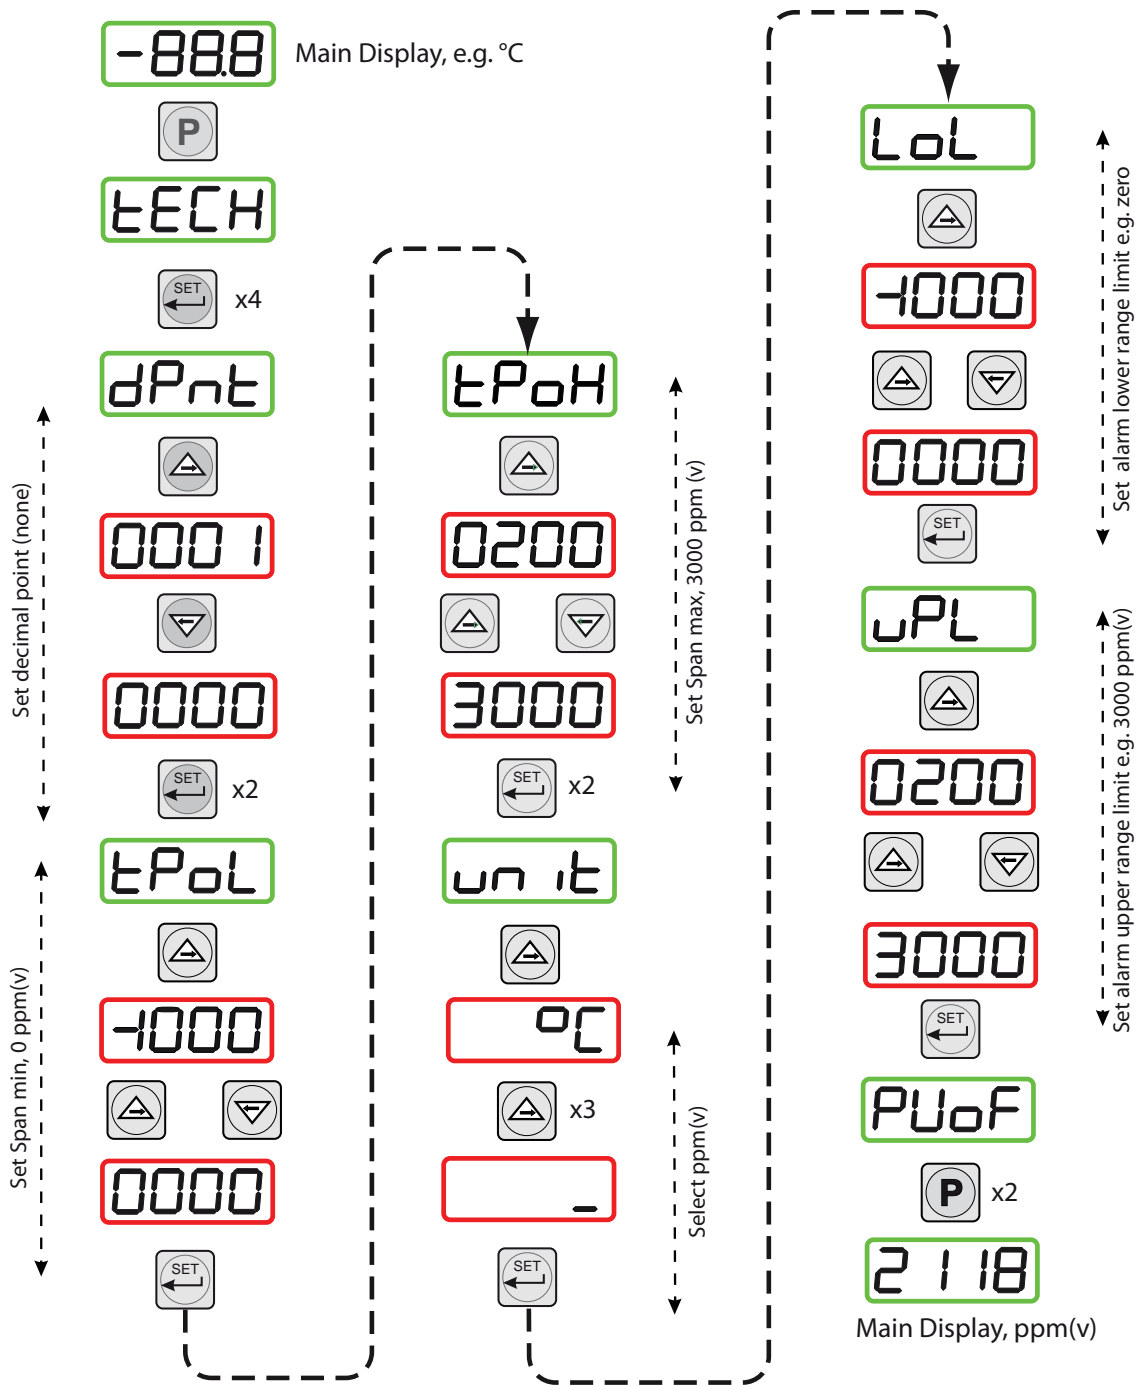 -88.8
Main Display, e.g. °C
P
tECH
SET
x4
dPnt
0001
0000
SET
x2
Set decimal point (none)
tPoL
-1000
0000
SET
Set Span min, 0 ppm(v)
tPoH
0200
3000
SET
x2
Set Span max, 3000 ppm (v)
unit
°C
x3
_
SET
Select ppm(v)
LoL
-1000
0000
SET
Set alarm lower range limit e.g. zero
uPL
0200
3000
SET
Set alarm upper range limit e.g. 3000 ppm(v)
PUoF
P
x2
2118
Main Display, ppm(v)